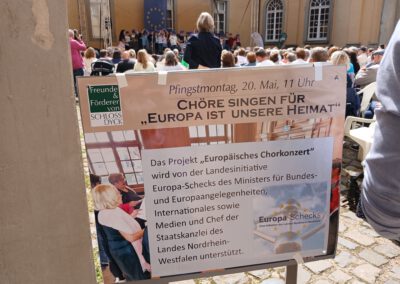 Pfingstmontag, 20. Mai, 11 Uhr
Freunde
&
Förderer
von
SCHLOSS
DYCK
CHÖRE SINGEN FÜR
„EUROPA IST UNSERE HEIMAT“
Das Projekt „Europäisches Chorkonzert“
wird von der Landesinitiative
Europa-Schecks des Ministers für Bundes-
und Europaangelegenheiten,
Internationales sowie
Medien und Chef der
Staatskanzlei des
Landes Nordrhein-
Westfalen unterstützt.
Europa-Schecks